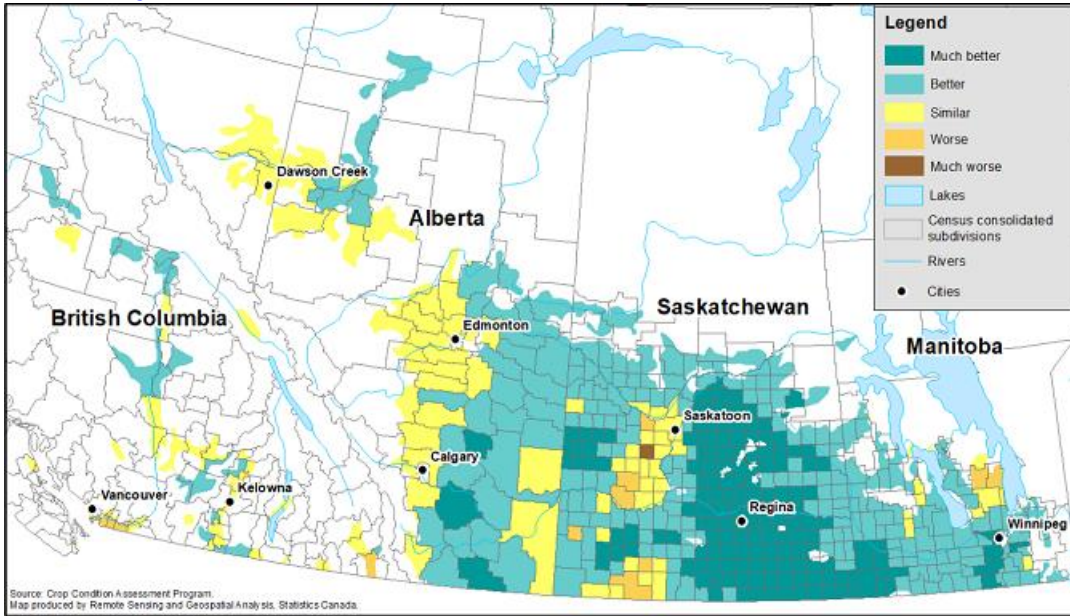 Legend
Much better
Better
Similar
Worse
Much worse
Lakes
Census consolidated
subdivisions
Rivers
Cities
Dawson Creek
Alberta
British Columbia
Edmonton
Saskatchewan
Manitoba
Saskatoon
Calgary
Vancouver
Kelowna
Regina
Winnipeg
Source: Crop Condition Assessment Program.
Map produced by Remote Sensing and Geospatial Analysis, Statistics Canada.